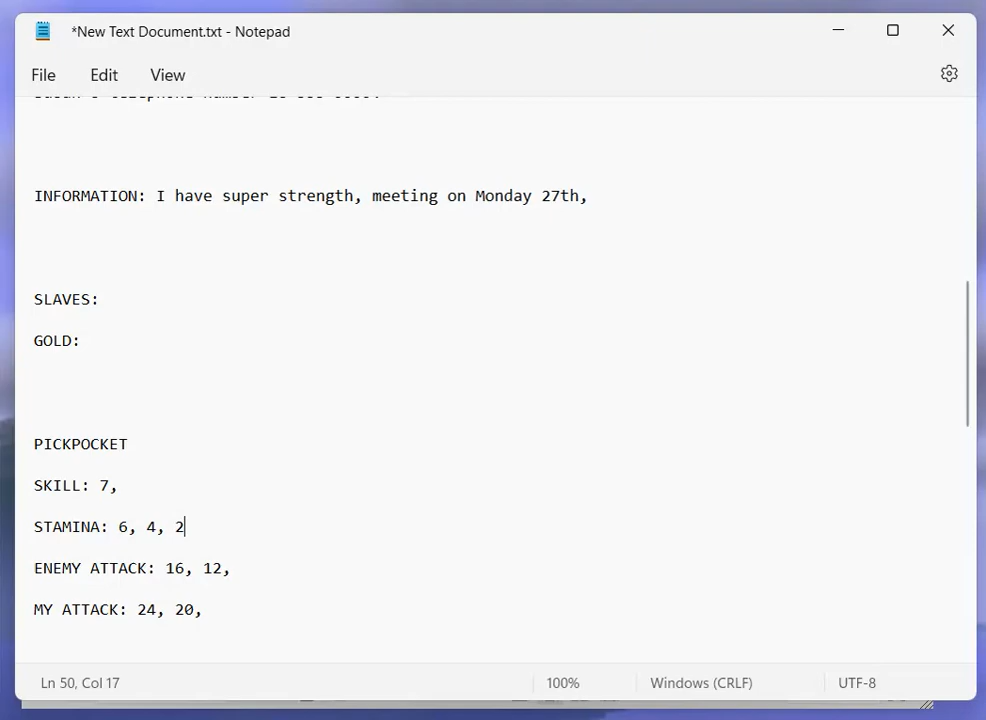 *New Text Document.txt - Notepad
File Edit View
INFORMATION: I have super strength, meeting on Monday 27th,
SLAVES:
GOLD:
PICKPOCKET
SKILL: 7,
STAMINA: 6, 4, 2
ENEMY ATTACK: 16, 12,
MY ATTACK: 24, 20,
Ln 50, Col 17 100% Windows (CRLF) UTF-8